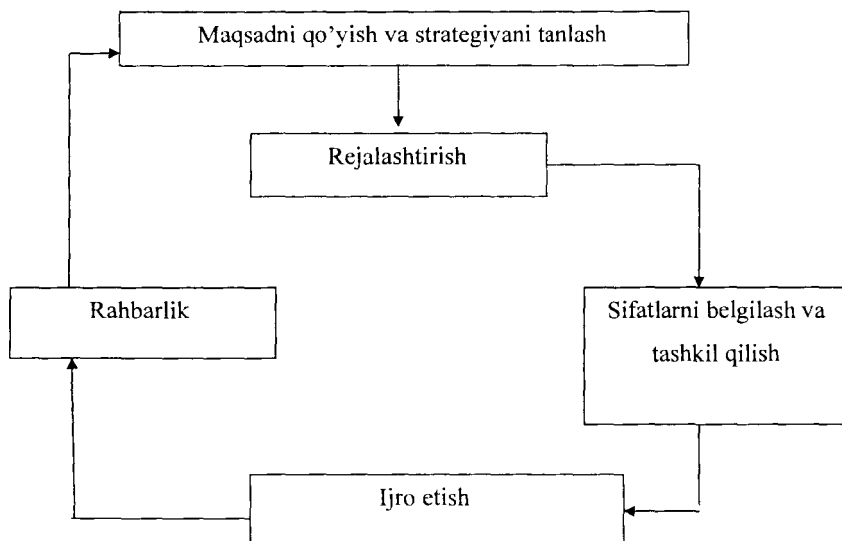 Maqsadni qo’yish va strategiyani tanlash
Rejalashtirish
Rahbarlik
Sifatlarni belgilash va
tashkil qilish
Ijro etish